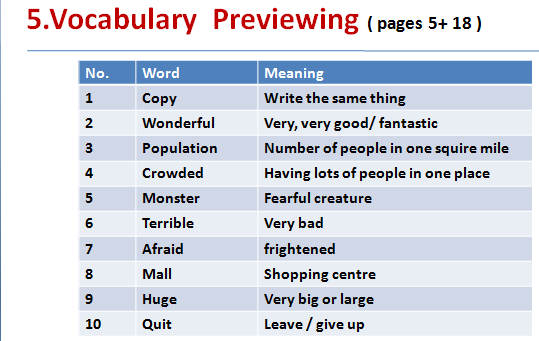 5.Vocabulary Previewing ( pages 5+ 18 )
No. Word Meaning
1 Copy Write the same thing
2 Wonderful Very, very good/ fantastic
3 Population Number of people in one squire mile
4 Crowded Having lots of people in one place
5 Monster Fearful creature
6 Terrible Very bad
7 Afraid frightened
8 Mall Shopping centre
9 Huge Very big or large
10 Quit Leave / give up